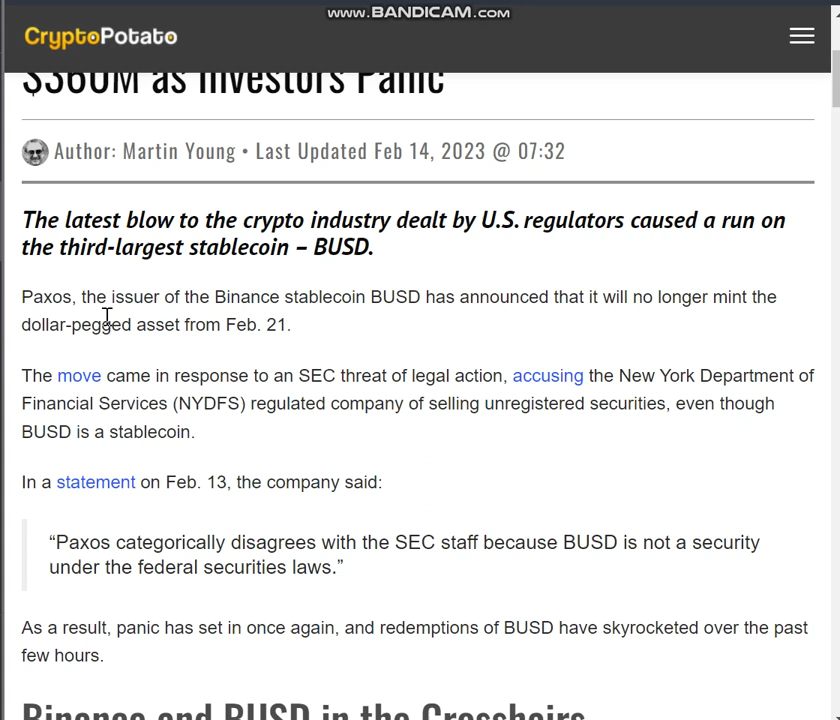 www.BANDICAM.com
CryptoPotato
$360M as Investors Panic
Author: Martin Young • Last Updated Feb 14, 2023 @ 07:32
The latest blow to the crypto industry dealt by U.S. regulators caused a run on
the third-largest stablecoin – BUSD.
Paxos, the issuer of the Binance stablecoin BUSD has announced that it will no longer mint the
dollar-pegged asset from Feb. 21.
The move came in response to an SEC threat of legal action, accusing the New York Department of
Financial Services (NYDFS) regulated company of selling unregistered securities, even though
BUSD is a stablecoin.
In a statement on Feb. 13, the company said:
“Paxos categorically disagrees with the SEC staff because BUSD is not a security
under the federal securities laws.”
As a result, panic has set in once again, and redemptions of BUSD have skyrocketed over the past
few hours.
Binance and BUSD in the Crosshairs